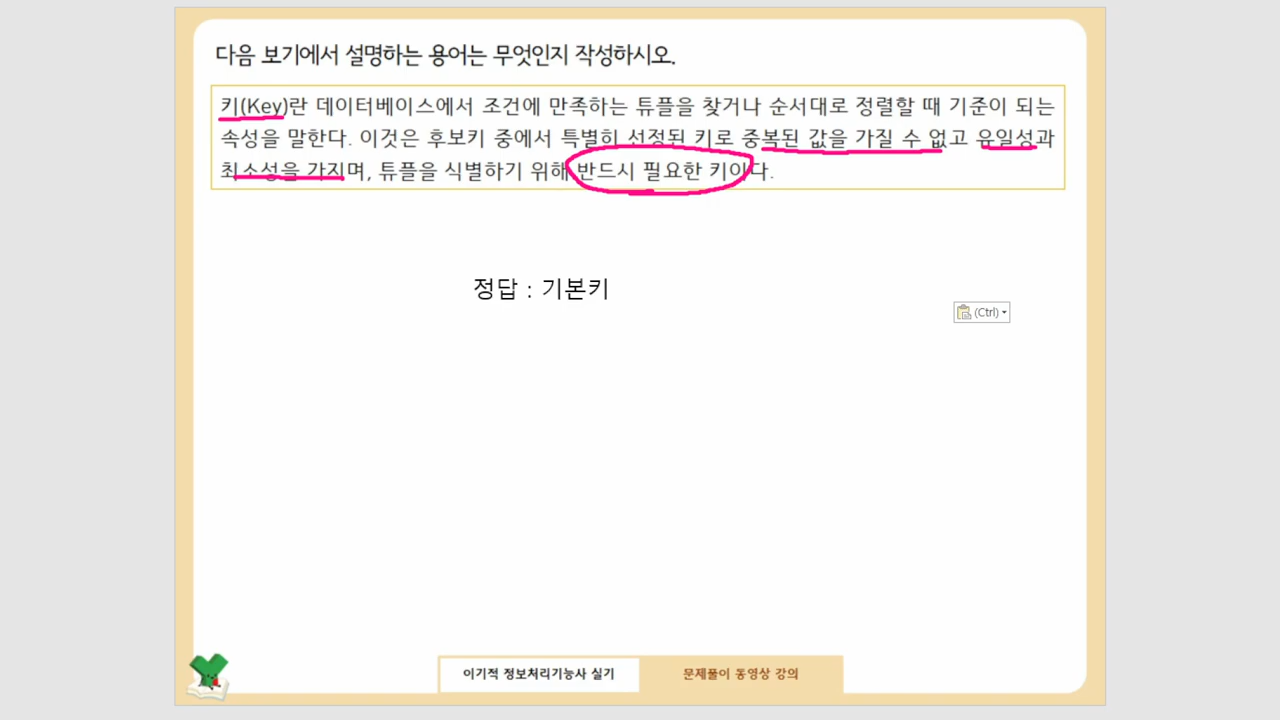 다음 보기에서 설명하는 용어는 무엇인지 작성하시오.
키(Key)란 데이터베이스에서 조건에 만족하는 튜플을 찾거나 순서대로 정렬할 때 기준이 되는
속성을 말한다. 이것은 후보키 중에서 특별히 선정된 키로 중복된 값을 가질 수 없고 유일성과
최소성을 가지며, 튜플을 식별하기 위해 반드시 필요한 키이다.
정답 : 기본키
(Ctrl)
이기적 정보처리기능사 실기
문제풀이 동영상 강의